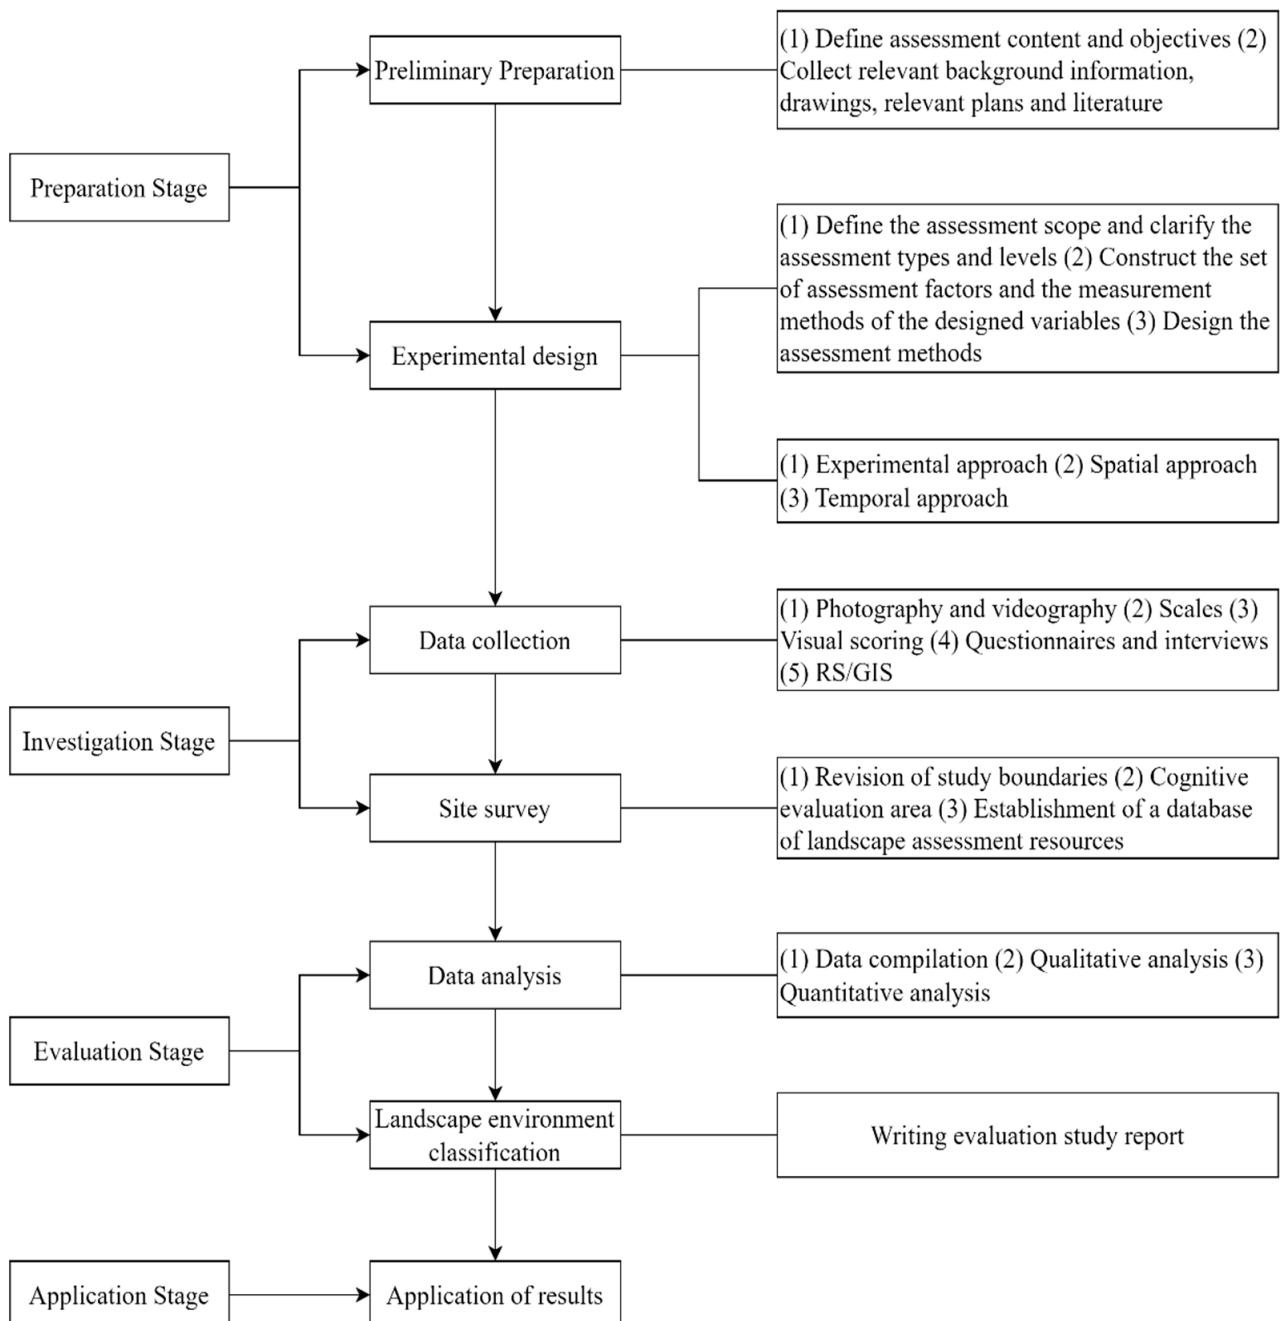 Preliminary Preparation
(1) Define assessment content and objectives (2)
Collect relevant background information,
drawings, relevant plans and literature
Preparation Stage
(1) Define the assessment scope and clarify the
assessment types and levels (2) Construct the set
of assessment factors and the measurement
methods of the designed variables (3) Design the
assessment methods
Experimental design
(1) Experimental approach (2) Spatial approach
(3) Temporal approach
Data collection
(1) Photography and videography (2) Scales (3)
Visual scoring (4) Questionnaires and interviews
(5) RS/GIS
Investigation Stage
Site survey
(1) Revision of study boundaries (2) Cognitive
evaluation area (3) Establishment of a database
of landscape assessment resources
Data analysis
(1) Data compilation (2) Qualitative analysis (3)
Quantitative analysis
Evaluation Stage
Landscape environment
classification
Writing evaluation study report
Application Stage
Application of results